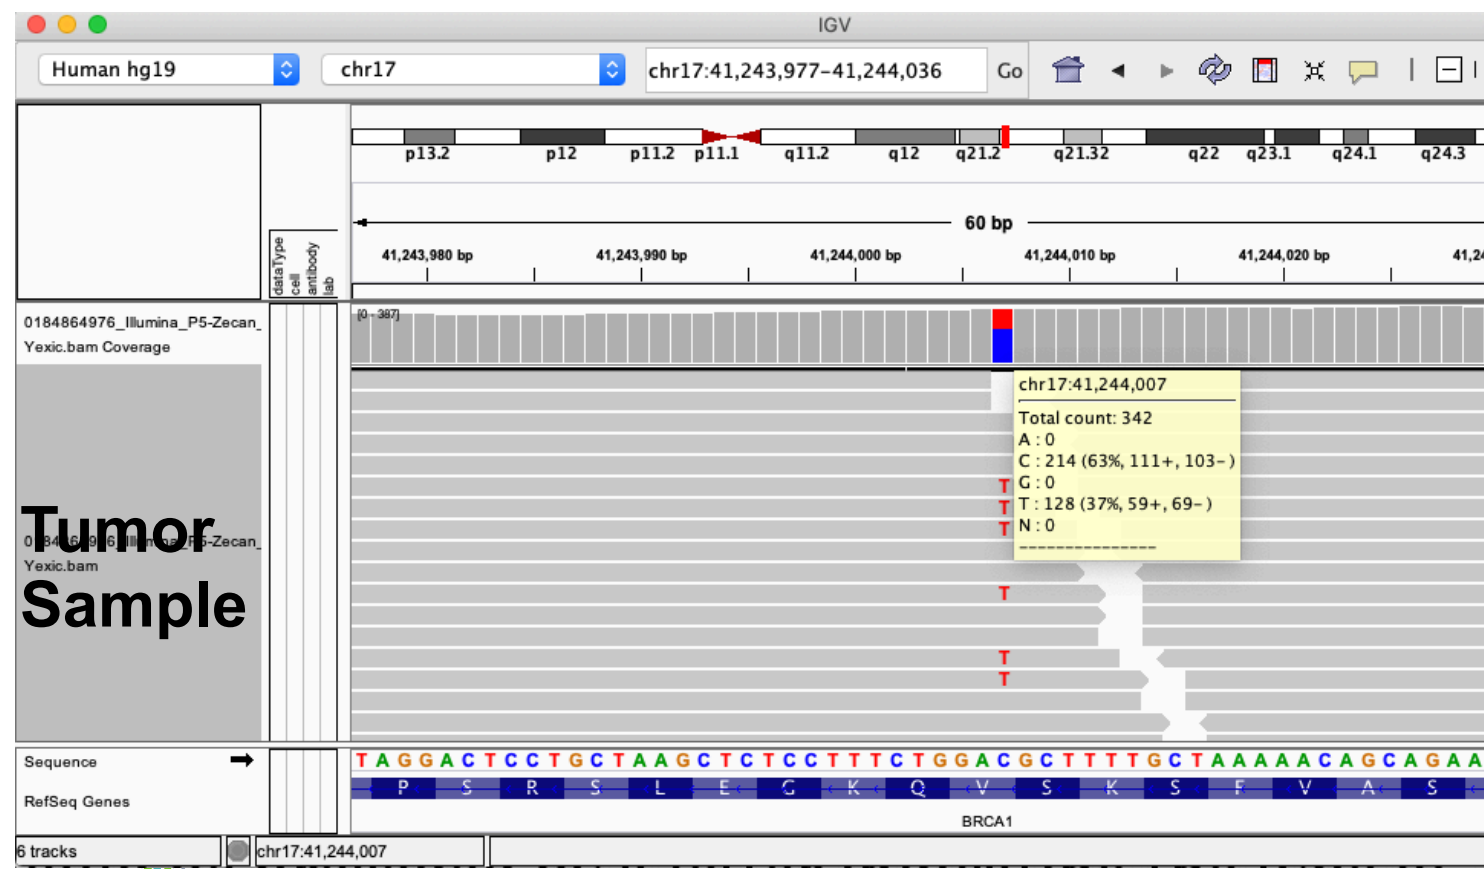 IGV
Human hg19 chr17 chr17:41,243,977-41,244,036 Go
p13.2 p12 p11.2 p11.1 q11.2 q12 q21.2 q21.32 q22 q23.1 q24.1 q24.3
60 bp
dataType
cell
antibody
lab
41,243,980 bp 41,243,990 bp 41,244,000 bp 41,244,010 bp 41,244,020 bp 41,24
0184864976_Illumina_P5-Zecan_
Yexic.bam Coverage
[0 - 387]
chr17:41,244,007
Total count: 342
A : 0
C : 214 (63%, 111+, 103-)
G : 0
T : 128 (37%, 59+, 69-)
N : 0
---------------
T
T
T
T
T
T
Tumor
Yexic.bam
Sample
Sequence TAGGACTCCTGCTAAGCTCTCCTTTCTGGACGCTTTTGCTAAAAACAGCAGAA
RefSeq Genes P S R S L E G K Q V S K S F V A S
BRCA1
6 tracks chr17:41,244,007